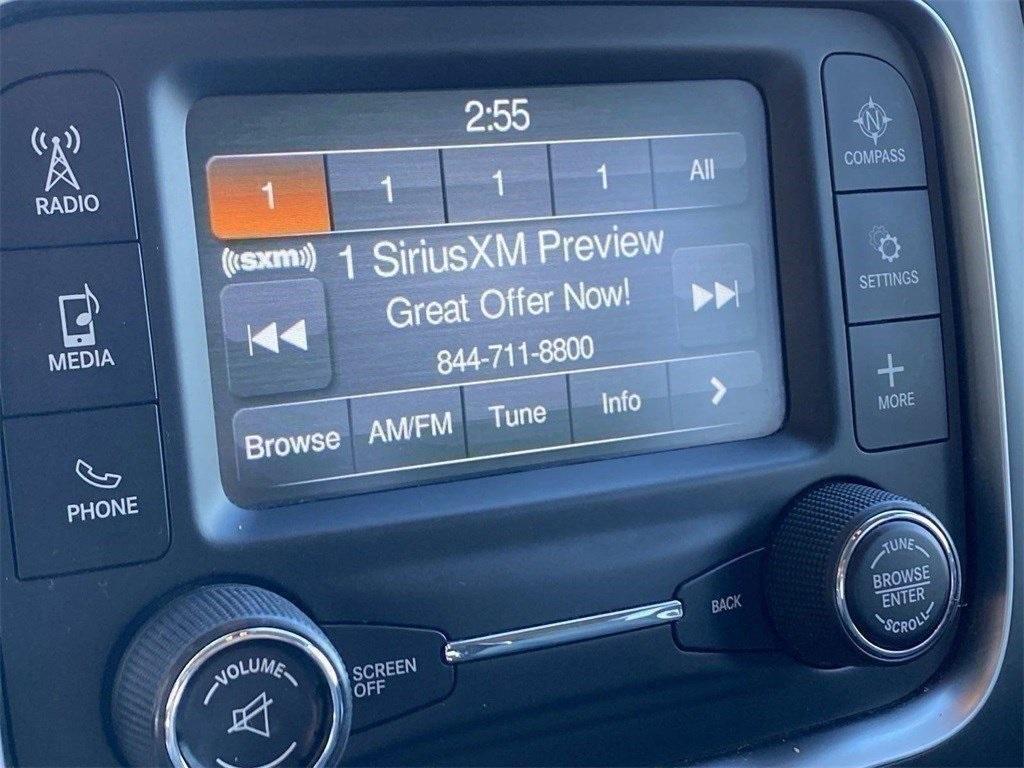 2:55
1 1 1 1 All
((sxm)) 1 SiriusXM Preview
Great Offer Now!
844-711-8800
Browse AM/FM Tune Info
RADIO
MEDIA
PHONE
N
COMPASS
SETTINGS
MORE
VOLUME
SCREEN
OFF
BACK
TUNE
BROWSE
ENTER
SCROLL